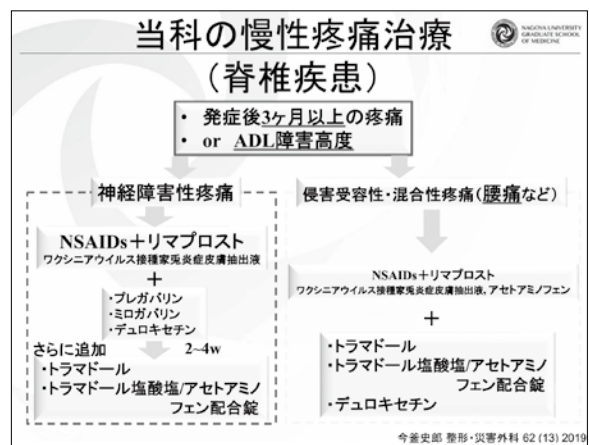 当科の慢性疼痛治療
(脊椎疾患)
NAGOYA UNIVERSITY
GRADUATE SCHOOL
OF MEDICINE
・ 発症後3ヶ月以上の疼痛
・ or ADL障害高度
神経障害性疼痛
NSAIDs＋リマプロスト
ワクシニアウイルス接種家兎炎症皮膚抽出液
＋
・プレガバリン
・ミロガバリン
・デュロキセチン
さらに追加 2~4w
・トラマドール
・トラマドール塩酸塩/アセトアミノ
フェン配合錠
侵害受容性・混合性疼痛(腰痛など)
NSAIDs＋リマプロスト
ワクシニアウイルス接種家兎炎症皮膚抽出液,アセトアミノフェン
＋
・トラマドール
・トラマドール塩酸塩/アセトアミノ
フェン配合錠
・デュロキセチン
今釜史郎 整形・災害外科 62 (13) 2019